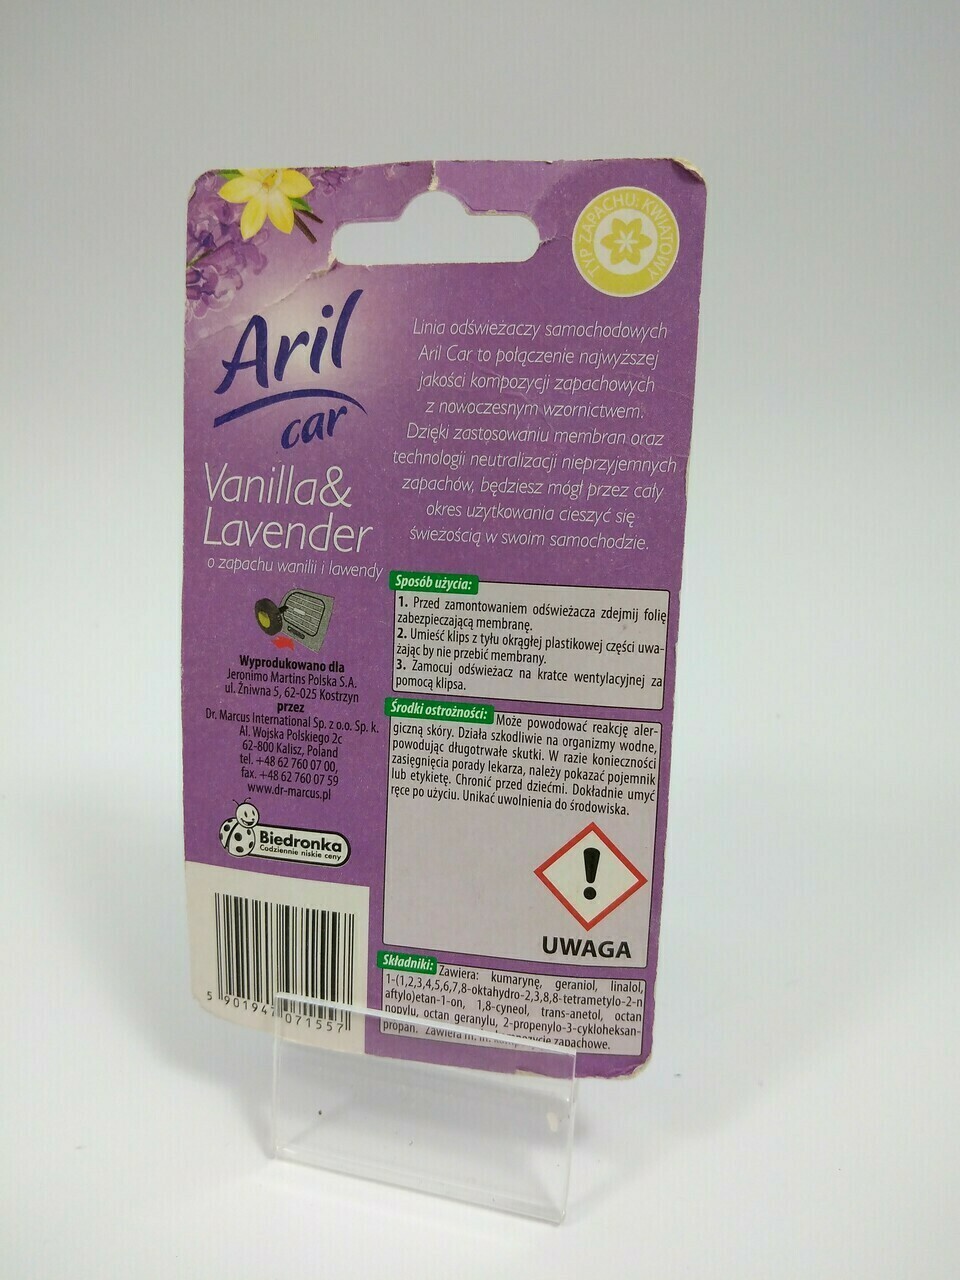 TYP ZAPACHU: KWIATOWY
Aril
car
Vanilla&
Lavender
o zapachu wanilii i lawendy
Linia odświeżaczy samochodowych
Aril Car to połączenie najwyższej
jakości kompozycji zapachowych
z nowoczesnym wzornictwem.
Dzięki zastosowaniu membran oraz
technologii neutralizacji nieprzyjemnych
zapachów, będziesz mógł przez cały
okres użytkowania cieszyć się
świeżością w swoim samochodzie.
Wyprodukowano dla
Jeronimo Martins Polska S.A.
ul. Żniwna 5, 62-025 Kostrzyn
przez
Dr. Marcus International Sp. z o.o. Sp. k.
Al. Wojska Polskiego 2c
62-800 Kalisz, Poland
tel. +48 62 760 07 00,
fax. +48 62 760 07 59
www.dr-marcus.pl
Biedronka
Codziennie niskie ceny
5 901947 071557
Sposób użycia:
1. Przed zamontowaniem odświeżacza zdejmij folię
zabezpieczającą membranę.
2. Umieść klips z tyłu okrągłej plastikowej części uwa-
żając by nie przebić membrany.
3. Zamocuj odświeżacz na kratce wentylacyjnej za
pomocą klipsa.
Środki ostrożności: Może powodować reakcję aler-
giczną skóry. Działa szkodliwie na organizmy wodne,
powodując długotrwałe skutki. W razie konieczności
zasięgnięcia porady lekarza, należy pokazać pojemnik
lub etykietę. Chronić przed dziećmi. Dokładnie umyć
ręce po użyciu. Unikać uwolnienia do środowiska.
UWAGA
Składniki: Zawiera: kumarynę, geraniol, linalol,
1-(1,2,3,4,5,6,7,8-oktahydro-2,3,8,8-tetrametylo-2-n
aftylo)etan-1-on, 1,8-cyneol, trans-anetol, octan
nopylu, octan geranylu, 2-propenylo-3-cykloheksan-
propan. Zawiera m. in. kompozycje zapachowe.